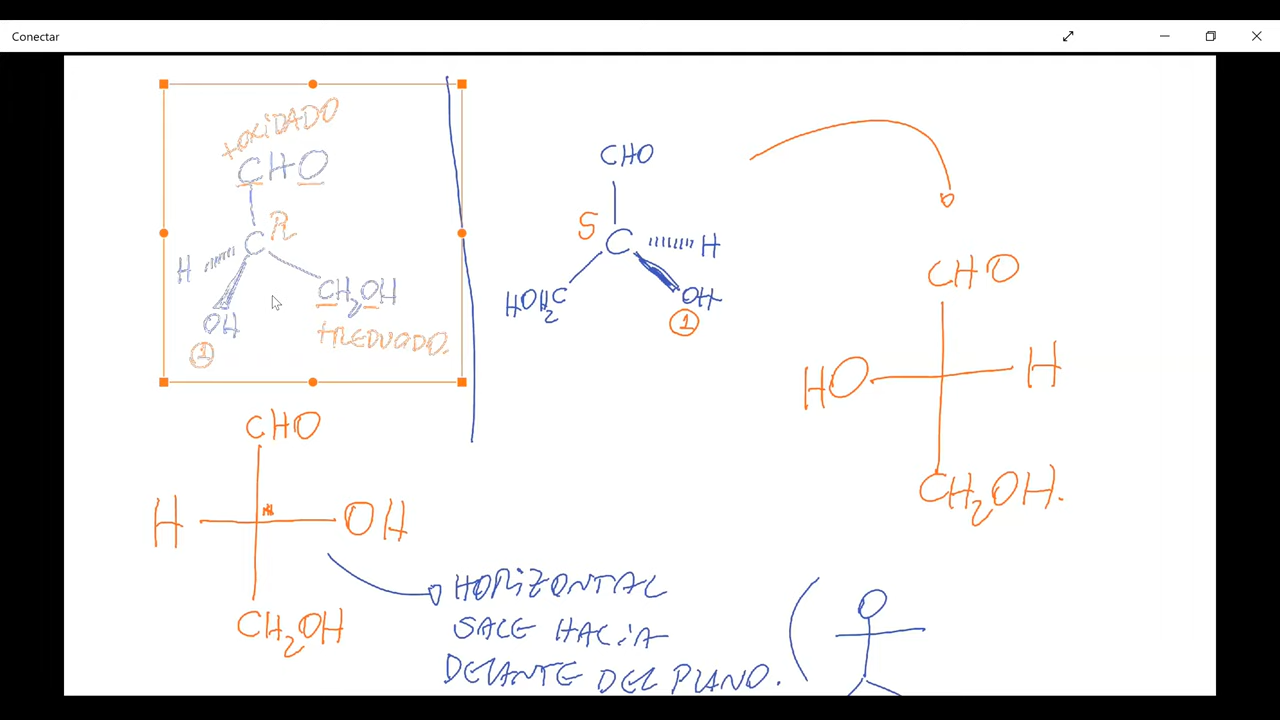 Conectar
+OXIDADO
CHO
R
C
H
CH2OH
OH
+REDUCADO.
1
CHO
S
C
H
HOH2C
OH
1
CHO
HO
H
CH2OH.
CHO
H
OH
CH2OH
HORIZONTAL
SALE HACIA
DELANTE DEL PLANO.